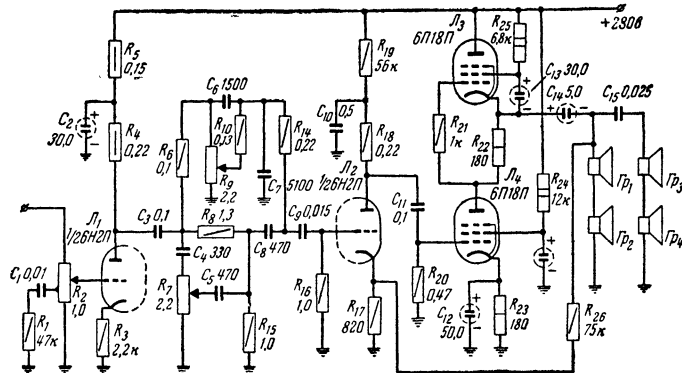 +280В
R5
0,15
C2
30,0
R4
0,22
Л1
1/2 6Н2П
C1 0,01
R2
1,0
R1
47к
R3
2,2к
C3 0,1
R6
0,1
C6 1500
R10
0,13
R9
2,2
R14
0,22
C7 5100
R8 1,3
C4 330
R7
2,2
C5 470
C8 470
C9 0,015
R15
1,0
R16
1,0
R19
56к
C10 0,5
R18
0,22
Л2
1/2 6Н2П
R17
820
C11
0,1
R20
0,47
Л3
6П18П
R21
1к
R22
180
Л4
6П18П
C12
50,0
R23
180
R25
6,8к
C13 30,0
C14 5,0
C15 0,025
R24
12к
R26
75к
Гр1
Гр2
Гр3
Гр4